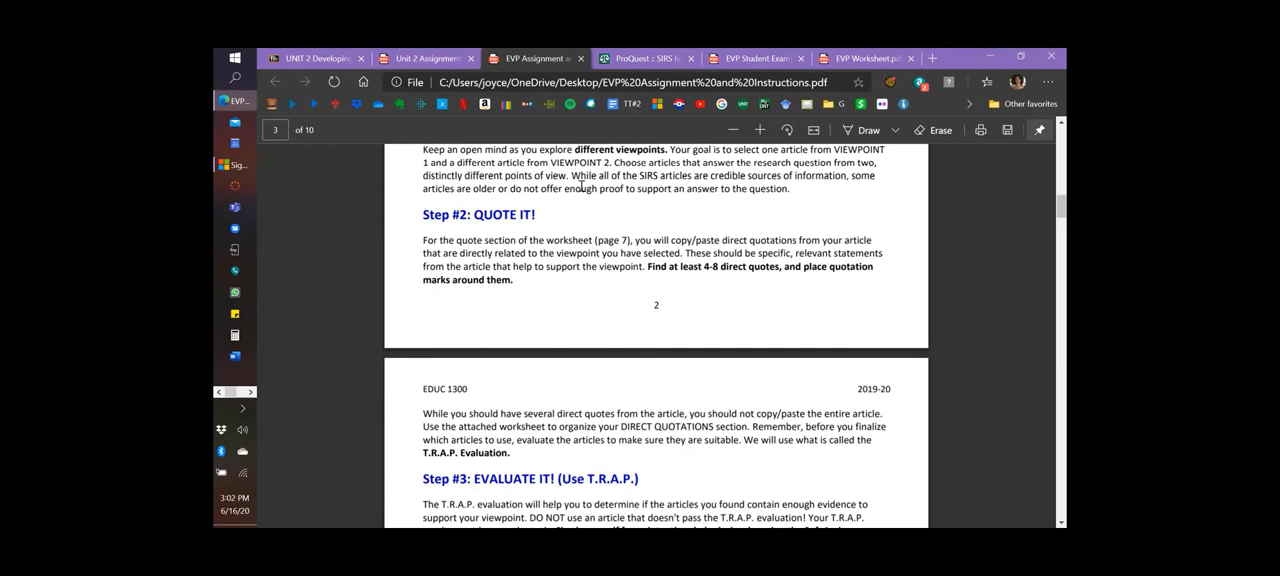 UNIT 2 Developing
Unit 2 Assignment
EVP Assignment a
ProQuest :: SIRS Is
EVP Student Exam
EVP Worksheet.pd
File
C:/Users/joyce/OneDrive/Desktop/EVP%20Assignment%20and%20Instructions.pdf
EVP...
TT#2
G
Other favorites
3 of 10
Draw
Erase
Sig...
Keep an open mind as you explore different viewpoints. Your goal is to select one article from VIEWPOINT
1 and a different article from VIEWPOINT 2. Choose articles that answer the research question from two,
distinctly different points of view. While all of the SIRS articles are credible sources of information, some
articles are older or do not offer enough proof to support an answer to the question.
Step #2: QUOTE IT!
For the quote section of the worksheet (page 7), you will copy/paste direct quotations from your article
that are directly related to the viewpoint you have selected. These should be specific, relevant statements
from the article that help to support the viewpoint. Find at least 4-8 direct quotes, and place quotation
marks around them.
2
EDUC 1300
2019-20
While you should have several direct quotes from the article, you should not copy/paste the entire article.
Use the attached worksheet to organize your DIRECT QUOTATIONS section. Remember, before you finalize
which articles to use, evaluate the articles to make sure they are suitable. We will use what is called the
T.R.A.P. Evaluation.
Step #3: EVALUATE IT! (Use T.R.A.P.)
The T.R.A.P. evaluation will help you to determine if the articles you found contain enough evidence to
support your viewpoint. DO NOT use an article that doesn't pass the T.R.A.P. evaluation! Your T.R.A.P.
3:02 PM
6/16/20